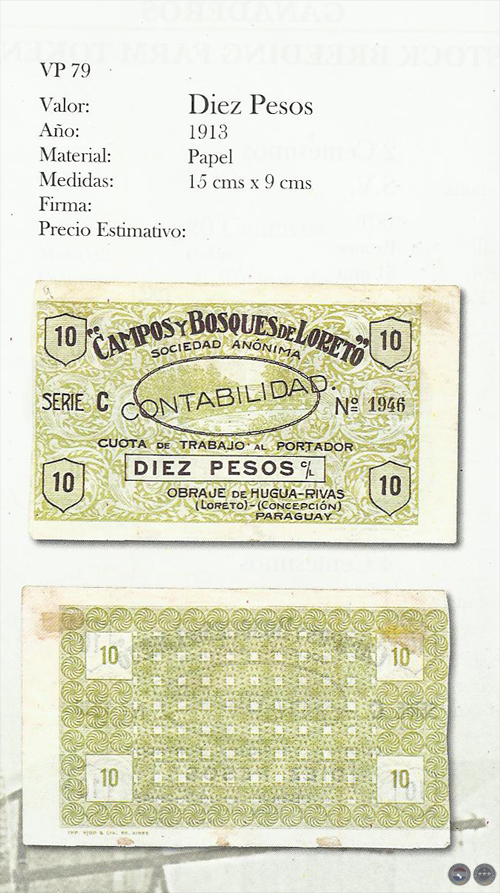 VP 79
Valor: Diez Pesos
Año: 1913
Material: Papel
Medidas: 15 cms x 9 cms
Firma:
Precio Estimativo:
10 "CAMPOS Y BOSQUES DE LORETO" 10
SOCIEDAD ANÓNIMA
SERIE C CONTABILIDAD. Nº 1946
CUOTA DE TRABAJO AL PORTADOR
10 DIEZ PESOS c/L 10
OBRAJE DE HUGUA-RIVAS
(LORETO)-(CONCEPCIÓN)
PARAGUAY
10 10
10 10